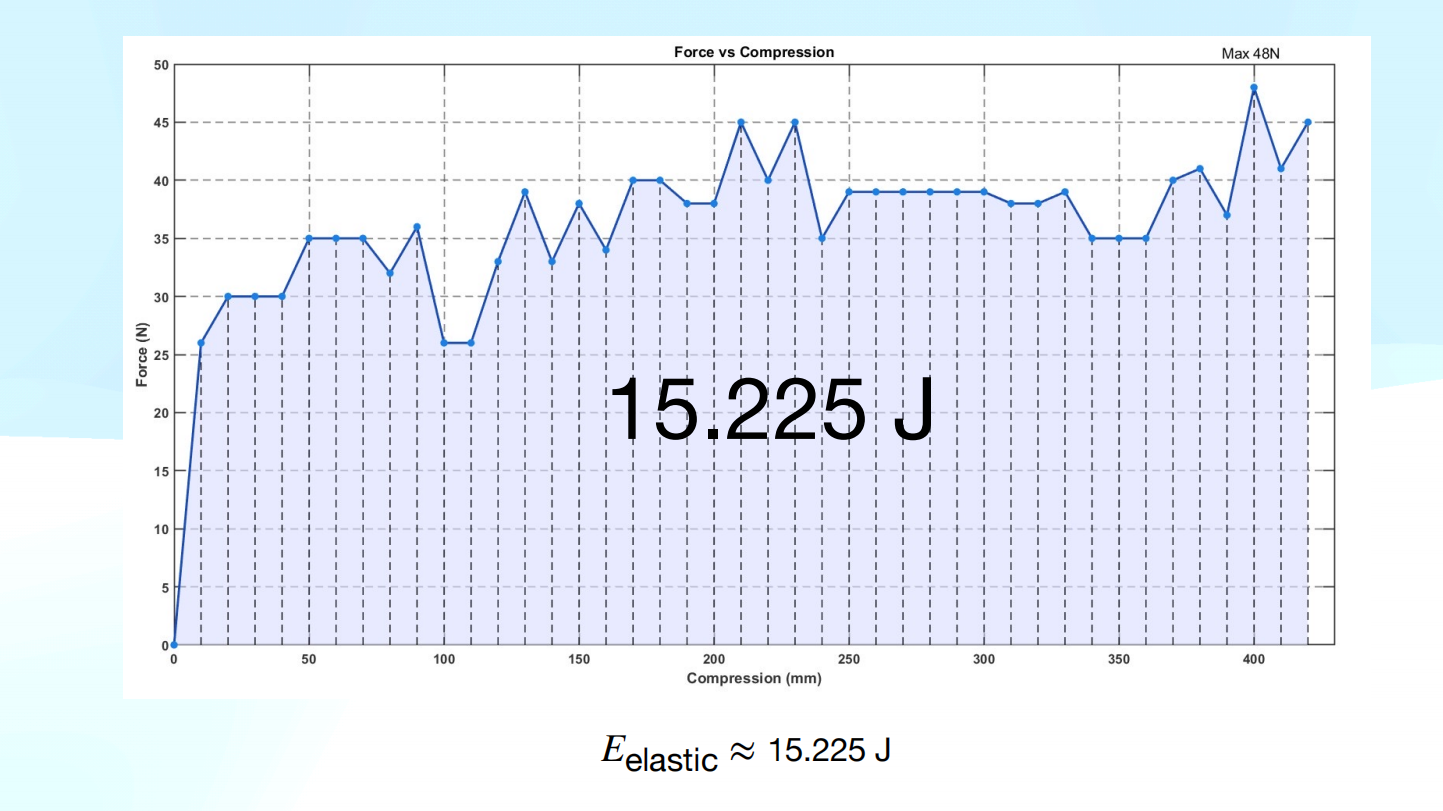 Force vs Compression
Max 48N
50
45
40
35
30
25
20
15
10
5
0
Force (N)
15.225 J
0 50 100 150 200 250 300 350 400
Compression (mm)
Eelastic ≈ 15.225 J